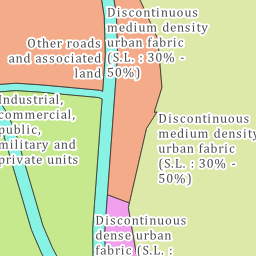 Discontinuous
medium density
urban fabric
(S.L. : 30% -
50%)
Other roads
and associated
land
Industrial,
commercial,
public,
military and
private units
Discontinuous
medium density
urban fabric
(S.L. : 30% -
50%)
Discontinuous
dense urban
fabric (S.L. :